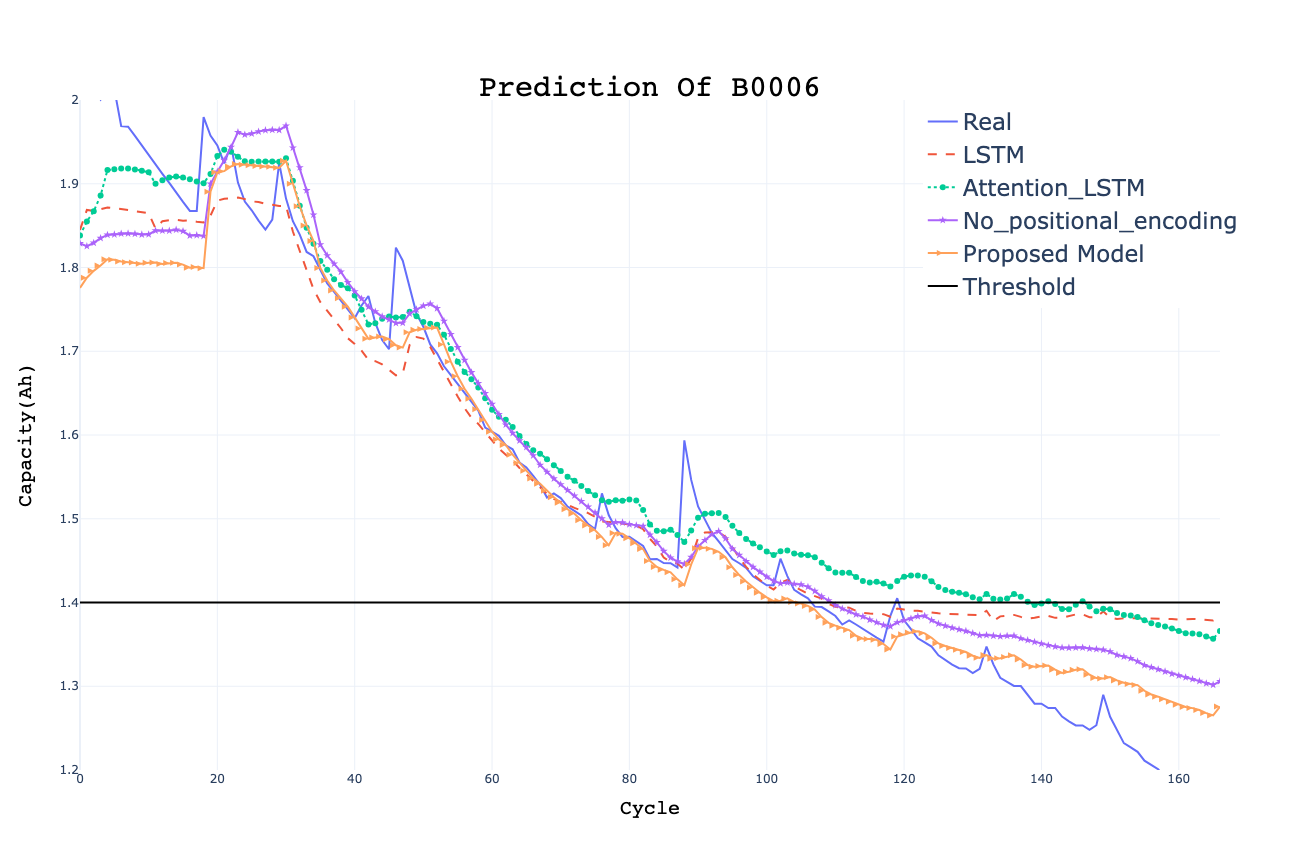 Prediction Of B0006
Real
LSTM
Attention_LSTM
No_positional_encoding
Proposed Model
Threshold
Capacity(Ah)
2
1.9
1.8
1.7
1.6
1.5
1.4
1.3
1.2
0 20 40 60 80 100 120 140 160
Cycle